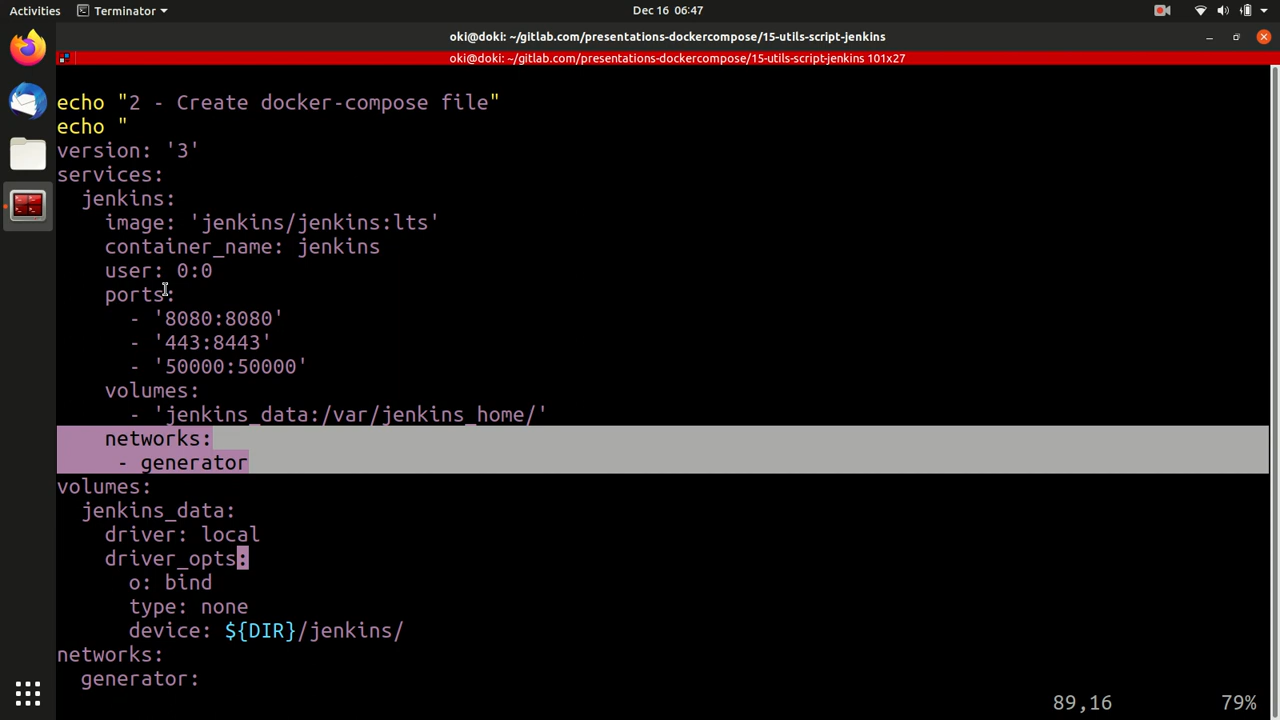 Activities
Terminator
Dec 16 06:47
oki@doki: ~/gitlab.com/presentations-dockercompose/15-utils-script-jenkins
oki@doki: ~/gitlab.com/presentations-dockercompose/15-utils-script-jenkins 101x27
echo "2 - Create docker-compose file"
echo "
version: '3'
services:
  jenkins:
    image: 'jenkins/jenkins:lts'
    container_name: jenkins
    user: 0:0
    ports:
      - '8080:8080'
      - '443:8443'
      - '50000:50000'
    volumes:
      - 'jenkins_data:/var/jenkins_home/'
    networks:
     - generator
volumes:
  jenkins_data:
    driver: local
    driver_opts:
      o: bind
      type: none
      device: ${DIR}/jenkins/
networks:
  generator:
89,16 79%